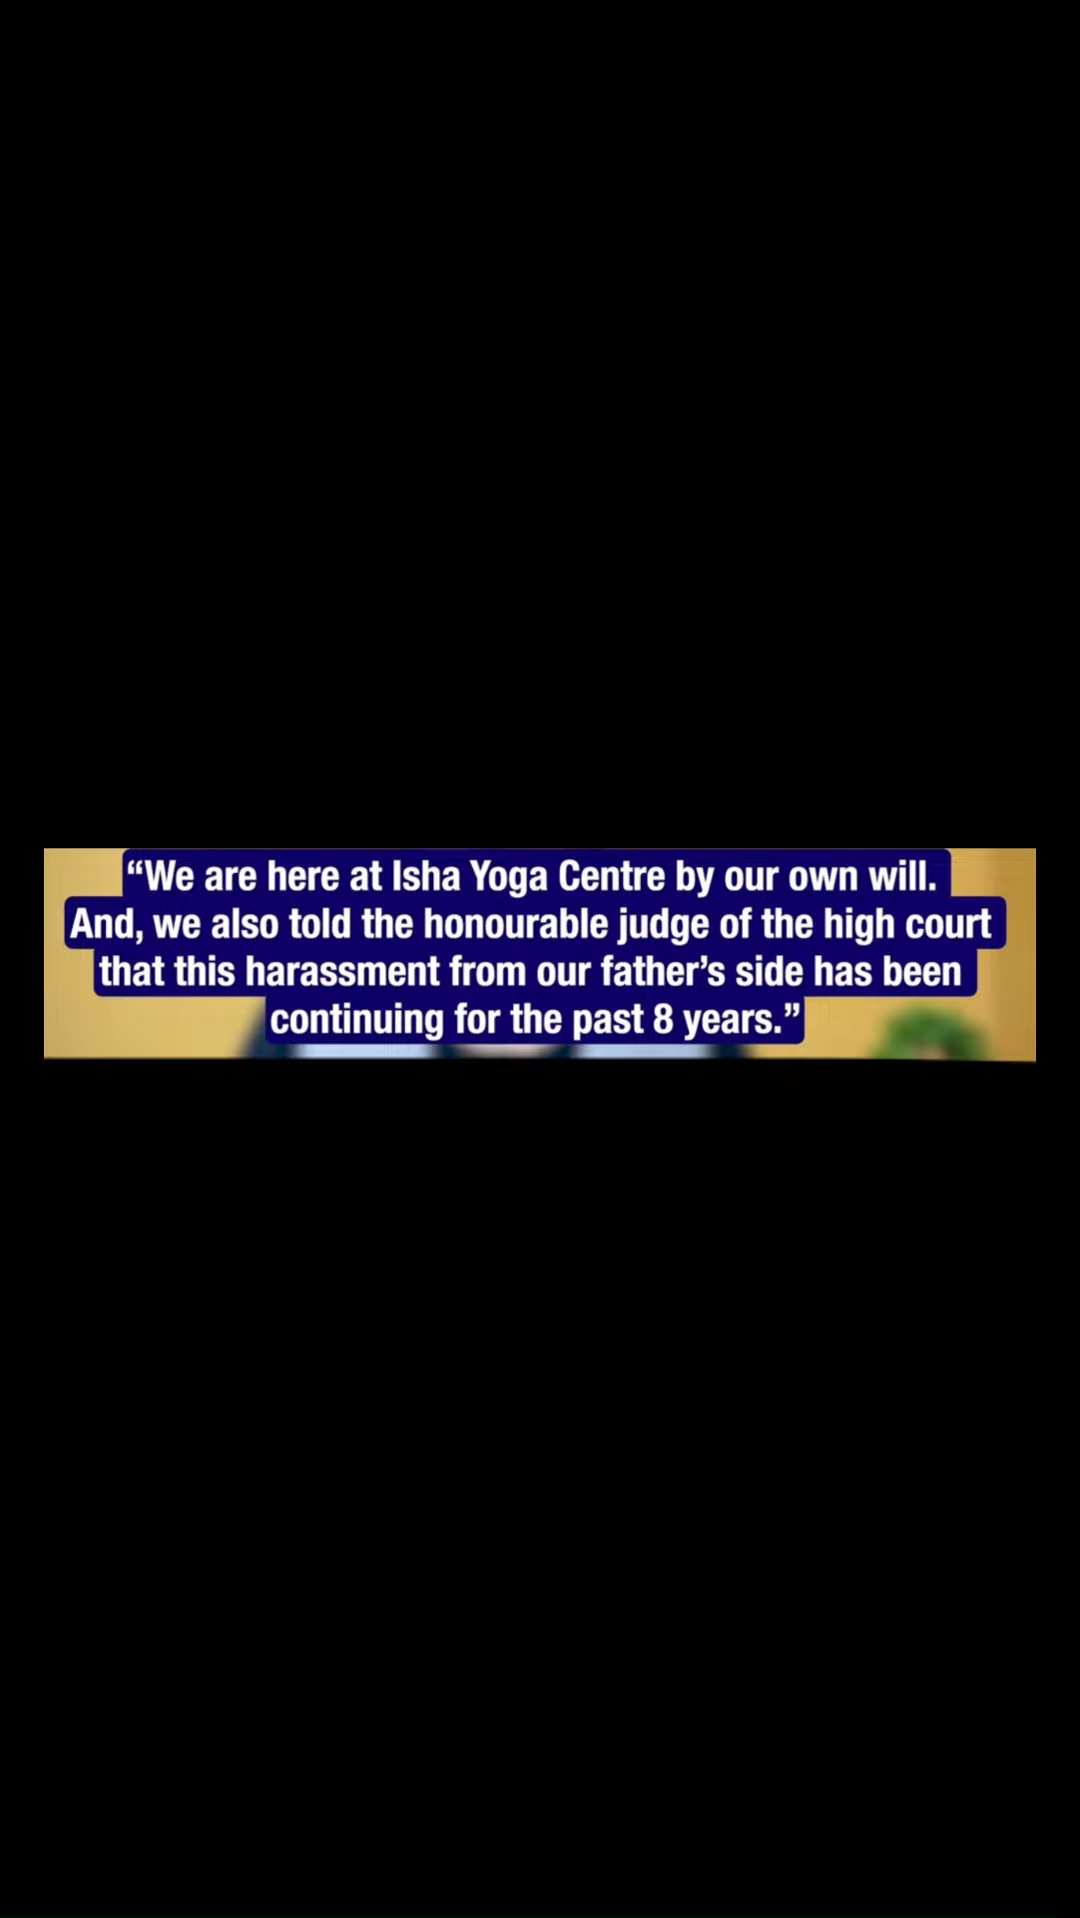 “We are here at Isha Yoga Centre by our own will.
And, we also told the honourable judge of the high court
that this harassment from our father’s side has been
continuing for the past 8 years.”